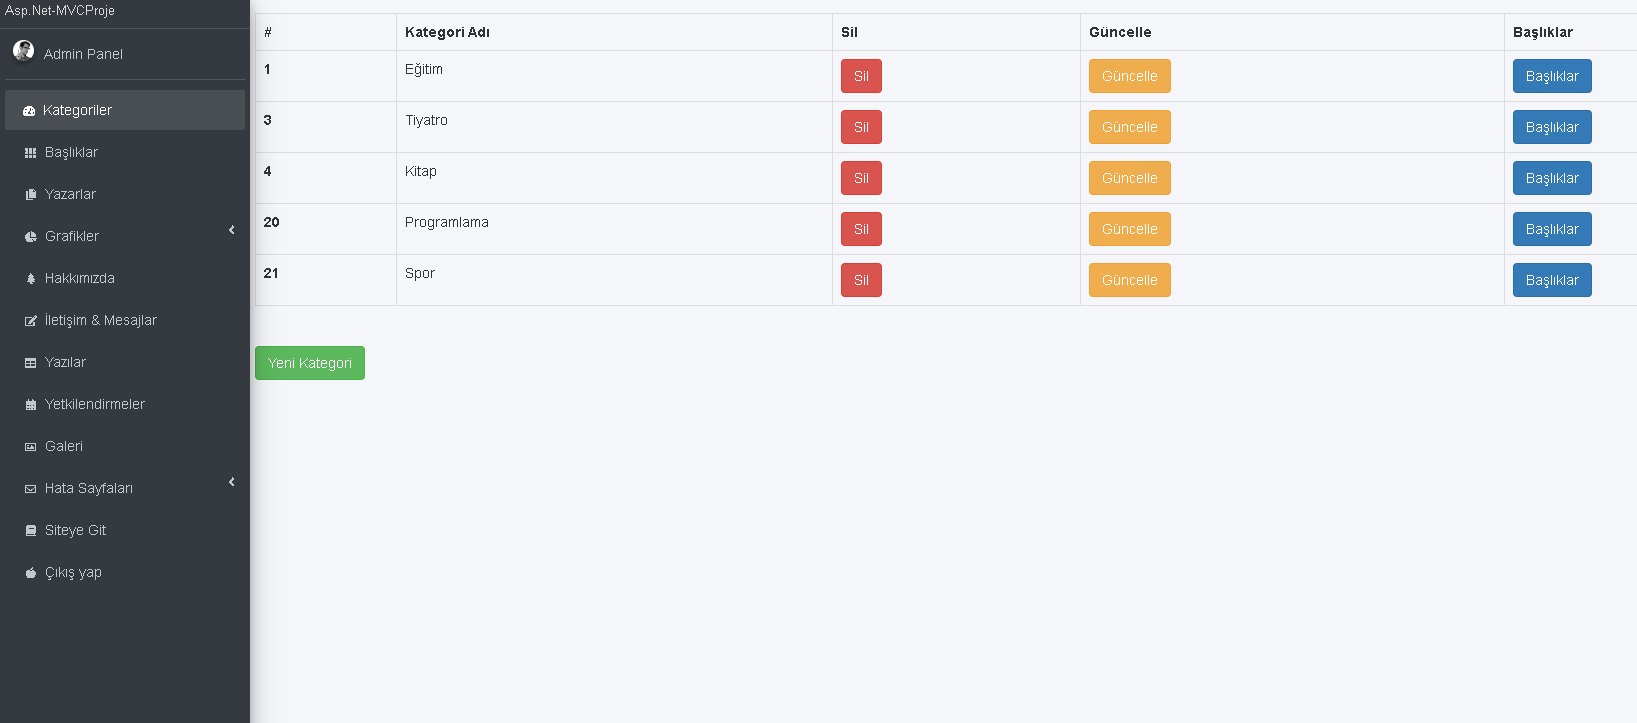 Asp.Net-MVCProje
Admin Panel
Kategoriler
Başlıklar
Yazarlar
Grafikler
Hakkımızda
İletişim & Mesajlar
Yazılar
Yetkilendirmeler
Galeri
Hata Sayfaları
Siteye Git
Çıkış yap
# Kategori Adı Sil Güncelle Başlıklar
1 Eğitim Sil Güncelle Başlıklar
3 Tiyatro Sil Güncelle Başlıklar
4 Kitap Sil Güncelle Başlıklar
20 Programlama Sil Güncelle Başlıklar
21 Spor Sil Güncelle Başlıklar
Yeni Kategori